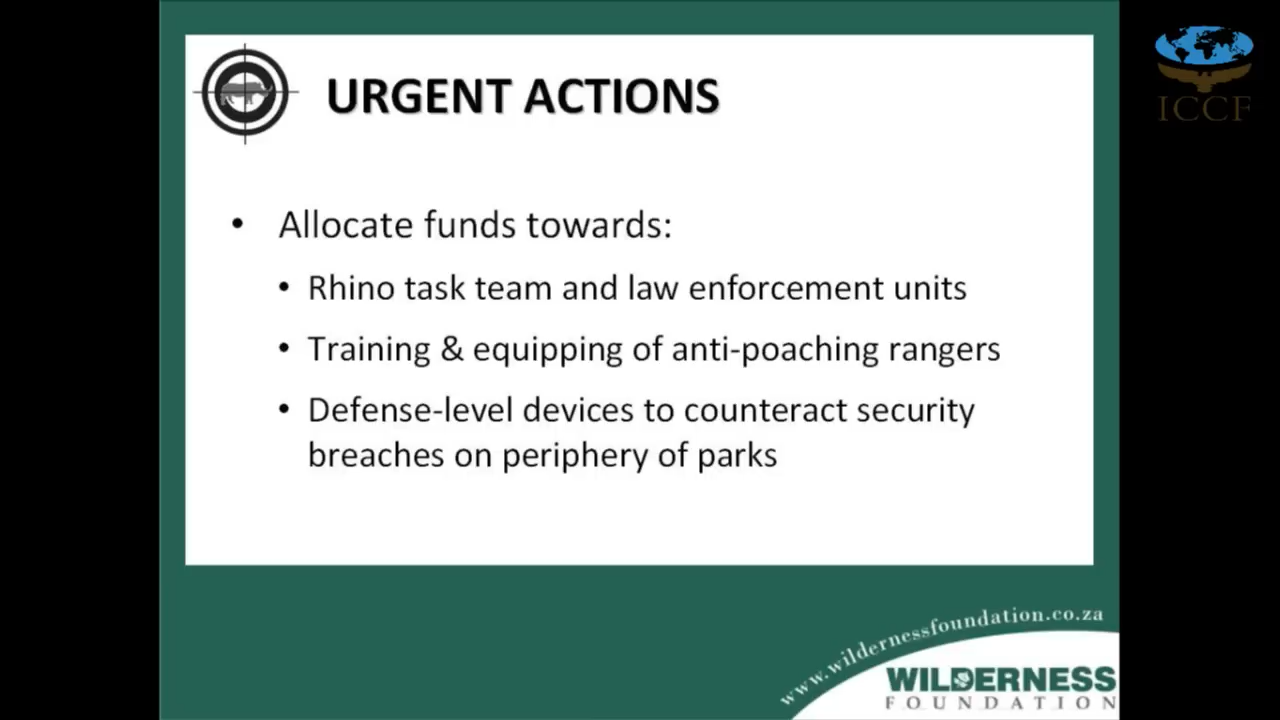 URGENT ACTIONS
ICCF
• Allocate funds towards:
• Rhino task team and law enforcement units
• Training & equipping of anti-poaching rangers
• Defense-level devices to counteract security
breaches on periphery of parks
www.wildernessfoundation.co.za
WILDERNESS
FOUNDATION